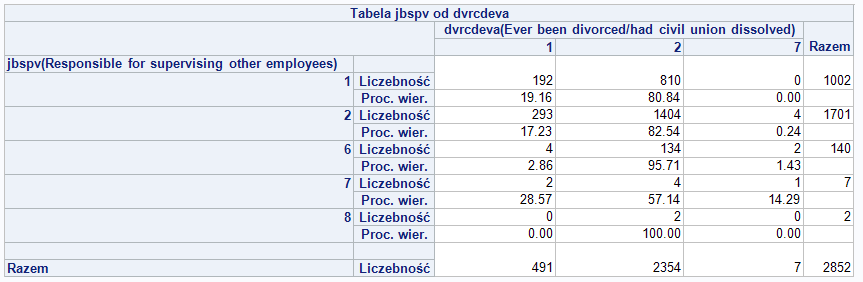 Tabela jbspv od dvrcdeva
dvrcdeva(Ever been divorced/had civil union dissolved)
1 2 7 Razem
jbspv(Responsible for supervising other employees)
1 Liczebność 192 810 0 1002
Proc. wier. 19.16 80.84 0.00
2 Liczebność 293 1404 4 1701
Proc. wier. 17.23 82.54 0.24
6 Liczebność 4 134 2 140
Proc. wier. 2.86 95.71 1.43
7 Liczebność 2 4 1 7
Proc. wier. 28.57 57.14 14.29
8 Liczebność 0 2 0 2
Proc. wier. 0.00 100.00 0.00
Razem Liczebność 491 2354 7 2852